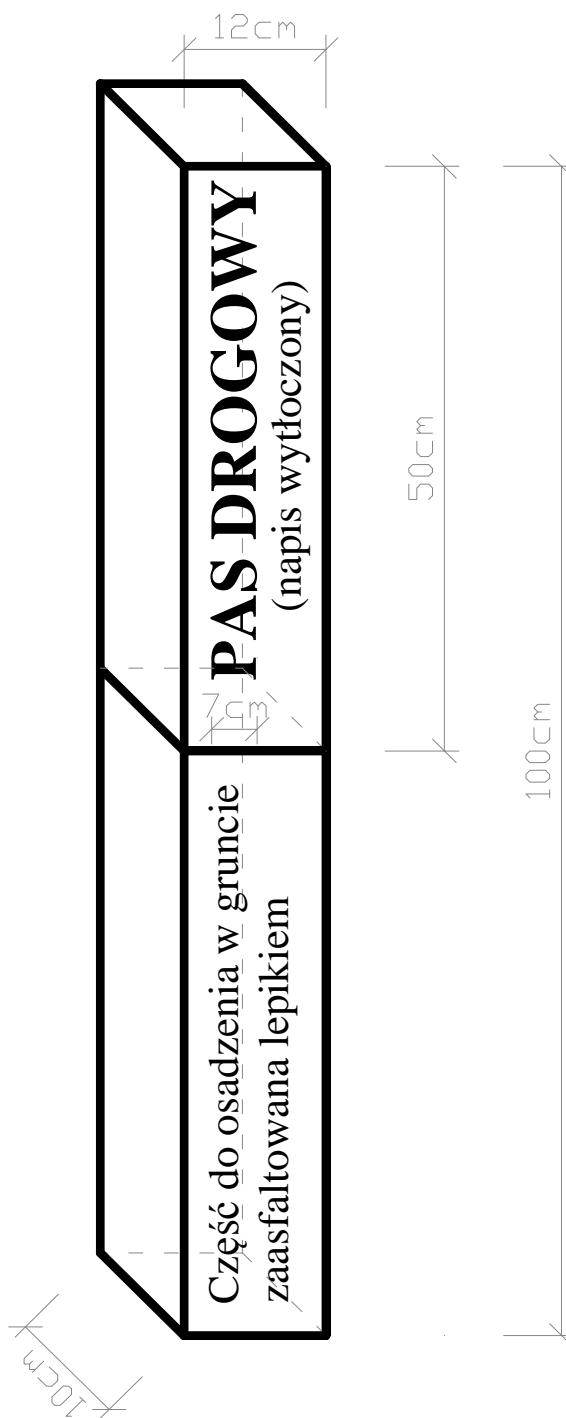 12cm
PAS DROGOWY
(napis wytłoczony)
50cm
7cm
100cm
Część do osadzenia w gruncie
zaasfaltowana lepikiem
10cm